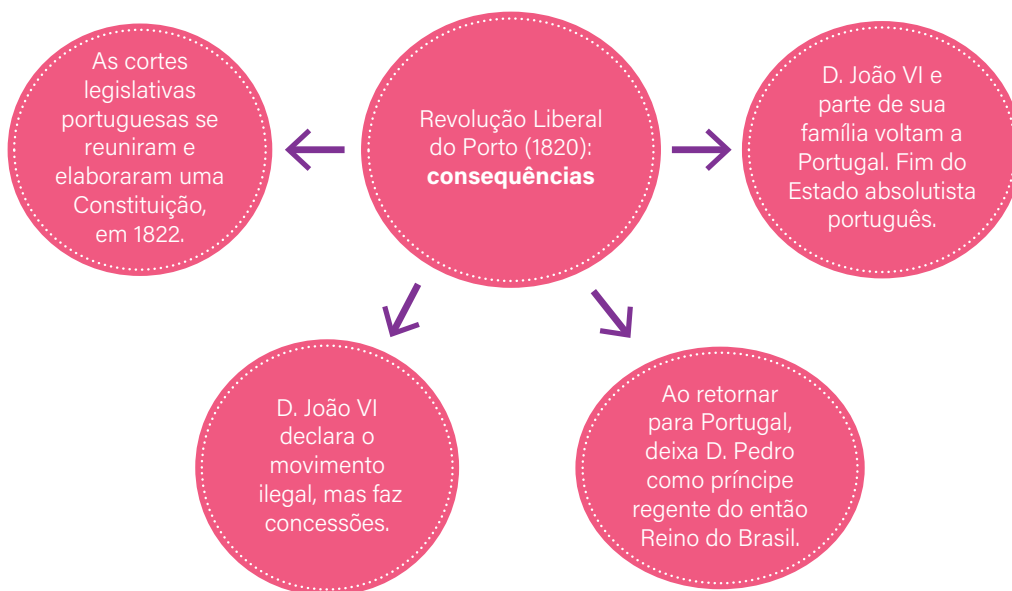 Revolução Liberal
do Porto (1820):
consequências
As cortes
legislativas
portuguesas se
reuniram e
elaboraram uma
Constituição,
em 1822.
D. João VI e
parte de sua
família voltam a
Portugal. Fim do
Estado absolutista
português.
D. João VI
declara o
movimento
ilegal, mas faz
concessões.
Ao retornar
para Portugal,
deixa D. Pedro
como príncipe
regente do então
Reino do Brasil.